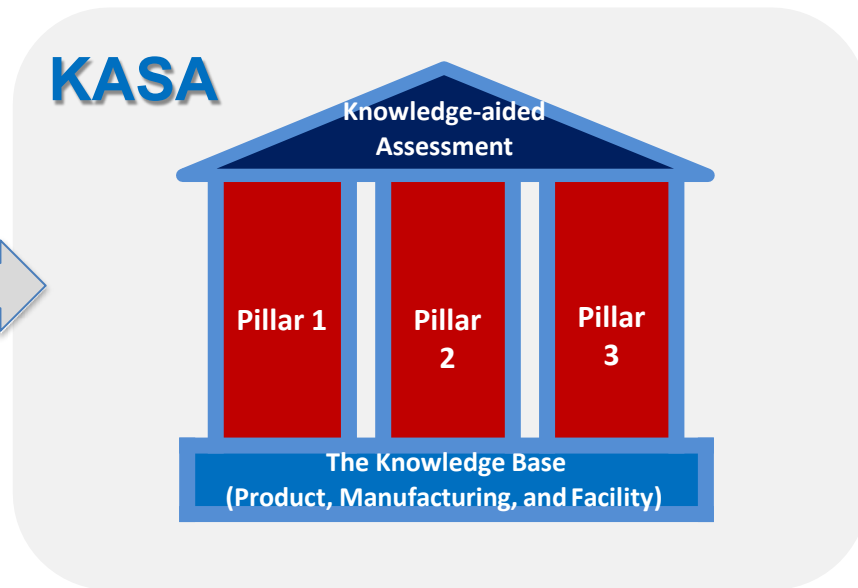 KASA
Knowledge-aided
Assessment
Pillar 1
Pillar
2
Pillar
3
The Knowledge Base
(Product, Manufacturing, and Facility)